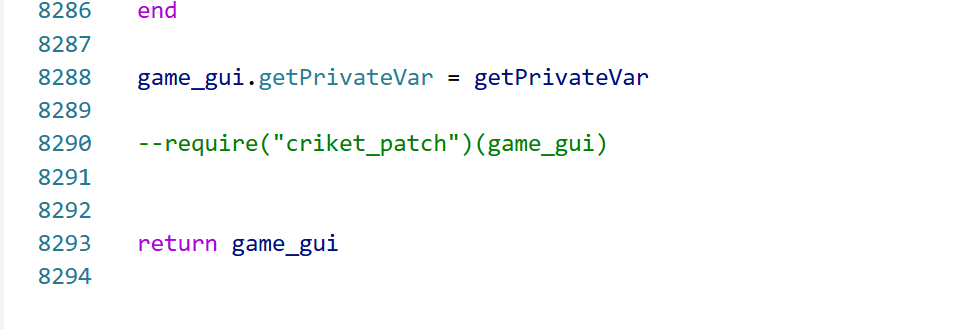 8286 end
8287
8288 game_gui.getPrivateVar = getPrivateVar
8289
8290 --require("criket_patch")(game_gui)
8291
8292
8293 return game_gui
8294